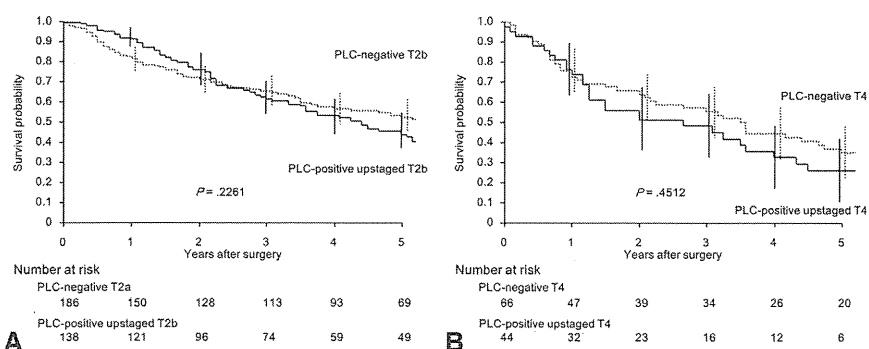 1.0
0.9
0.8
0.7
0.6
0.5
0.4
0.3
0.2
0.1
0
Survival probability
PLC-negative T2b
PLC-positive upstaged T2b
P = .2261
0 1 2 3 4 5
Years after surgery
Number at risk
PLC-negative T2a
186 150 128 113 93 69
PLC-positive upstaged T2b
136 121 96 74 59 49
A
1.0
0.9
0.8
0.7
0.6
0.5
0.4
0.3
0.2
0.1
0
Survival probability
PLC-negative T4
P = .4512
PLC-positive upstaged T4
0 1 2 3 4 5
Years after surgery
Number at risk
PLC-negative T4
66 47 39 34 26 20
PLC-positive upstaged T4
44 32 23 16 12 6
B